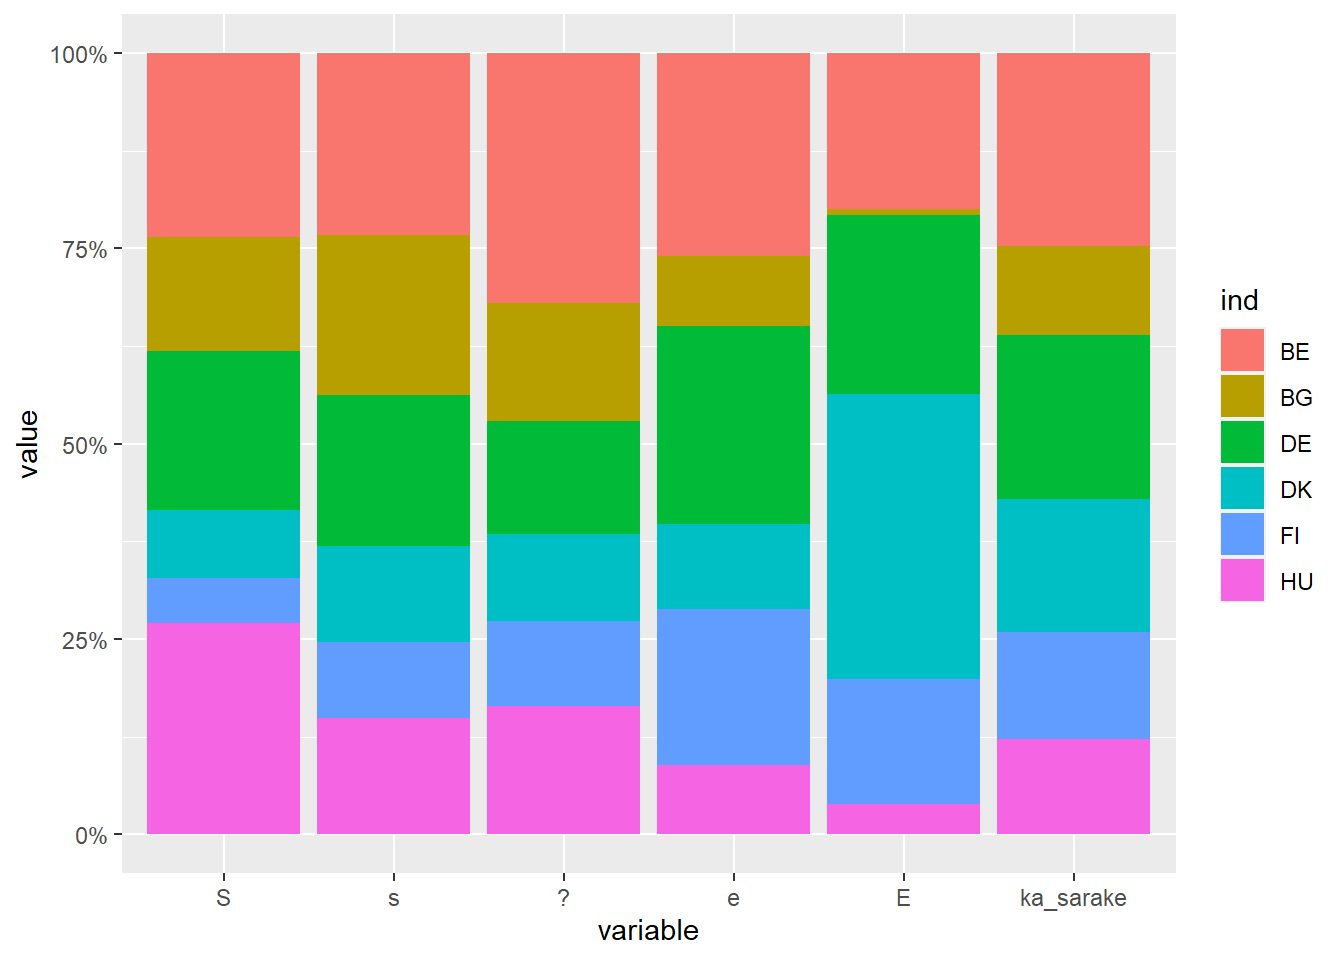 100%
75%
50%
25%
0%
value
S s ? e E ka_sarake
variable
ind
BE
BG
DE
DK
FI
HU